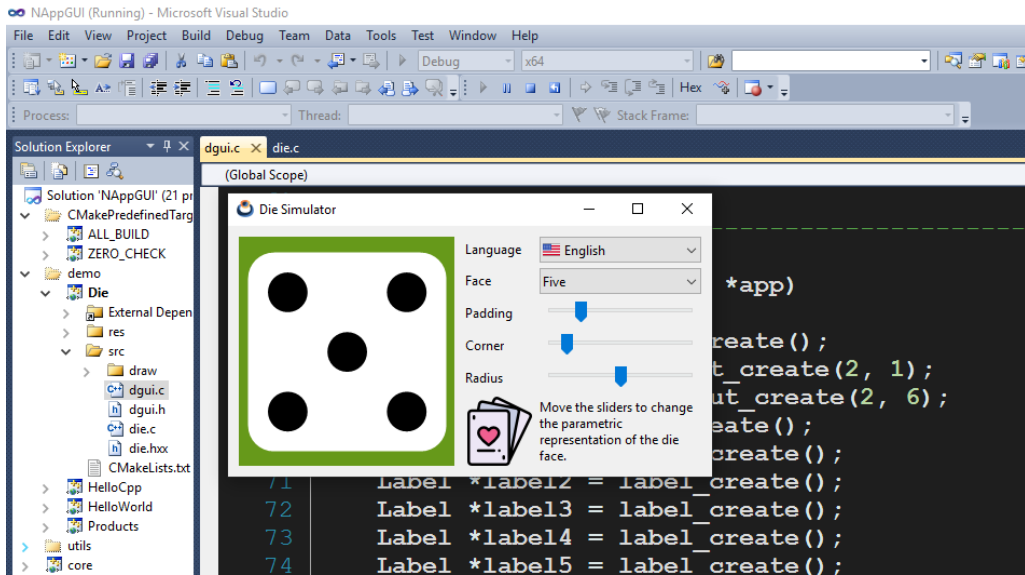 NAppGUI (Running) - Microsoft Visual Studio
File Edit View Project Build Debug Team Data Tools Test Window Help
Debug x64
Hex
Process: Thread: Stack Frame:
Solution Explorer
dgui.c die.c
(Global Scope)
Solution 'NAppGUI' (21 pr
CMakePredefinedTarg
ALL_BUILD
ZERO_CHECK
demo
Die
External Depen
res
src
draw
dgui.c
dgui.h
die.c
die.hxx
CMakeLists.txt
HelloCpp
HelloWorld
Products
utils
core
Die Simulator
Language English
Face Five
Padding
Corner
Radius
Move the sliders to change
the parametric
representation of the die
face.
*app)
reate();
t_create(2, 1);
ut_create(2, 6);
eate();
create();
71 Label *label2 = label_create();
72 Label *label3 = label_create();
73 Label *label4 = label_create();
74 Label *label5 = label_create();